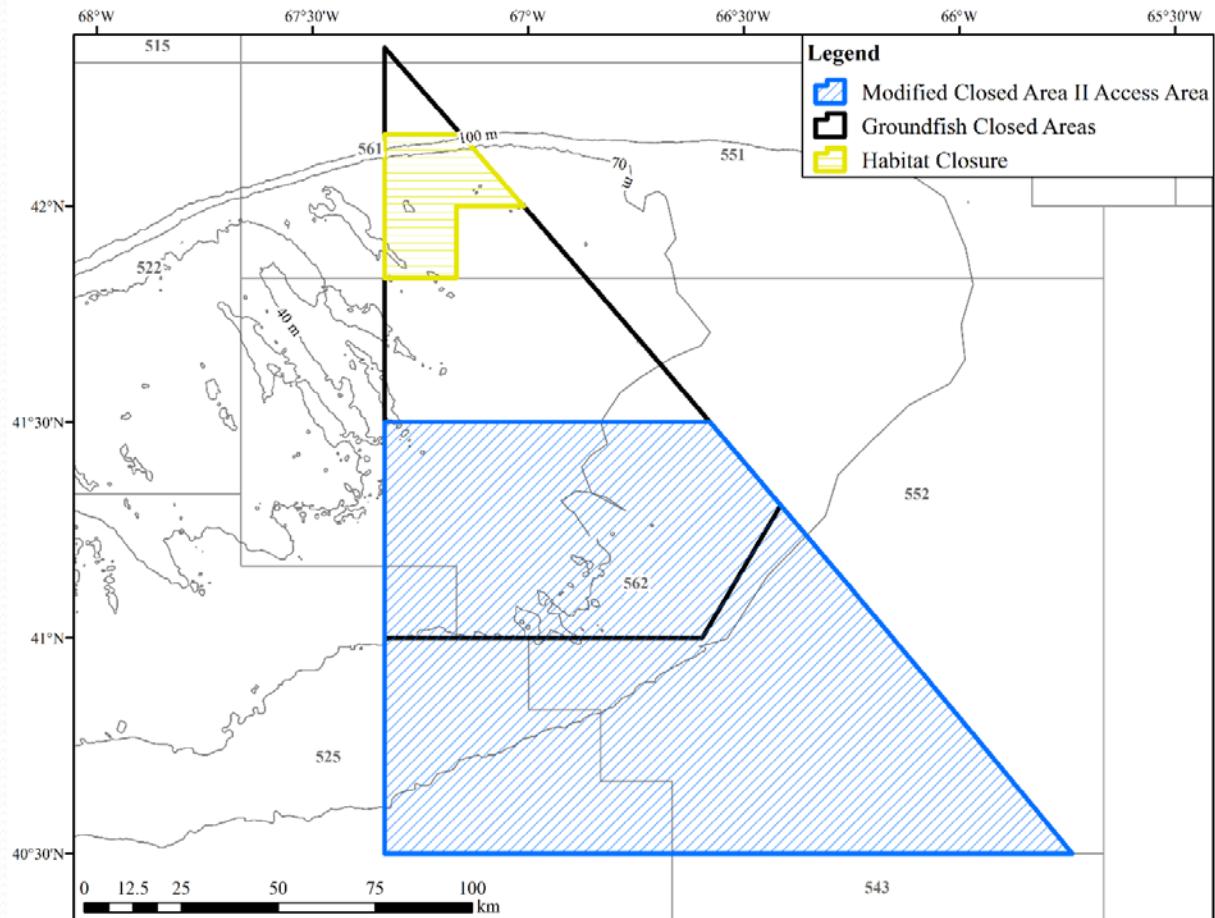 68°W 67°30'W 67°W 66°30'W 66°W 65°30'W
515
Legend
Modified Closed Area II Access Area
Groundfish Closed Areas
Habitat Closure
100 m
561
551
70 m
42°N
522
40 m
41°30'N
552
562
41°N
525
40°30'N
543
0 12.5 25 50 75 100
km